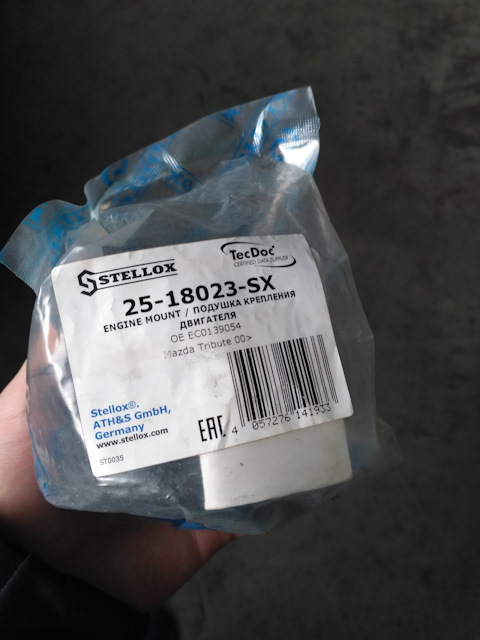 STELLOX
TecDoc
CERTIFIED DATA SUPPLIER
25-18023-SX
ENGINE MOUNT / ПОДУШКА КРЕПЛЕНИЯ
ДВИГАТЕЛЯ
OE EC0139054
Mazda Tribute 00>
Stellox®.
ATH&S GmbH,
Germany
www.stellox.com
ST0035
EAC
4 057276 141933